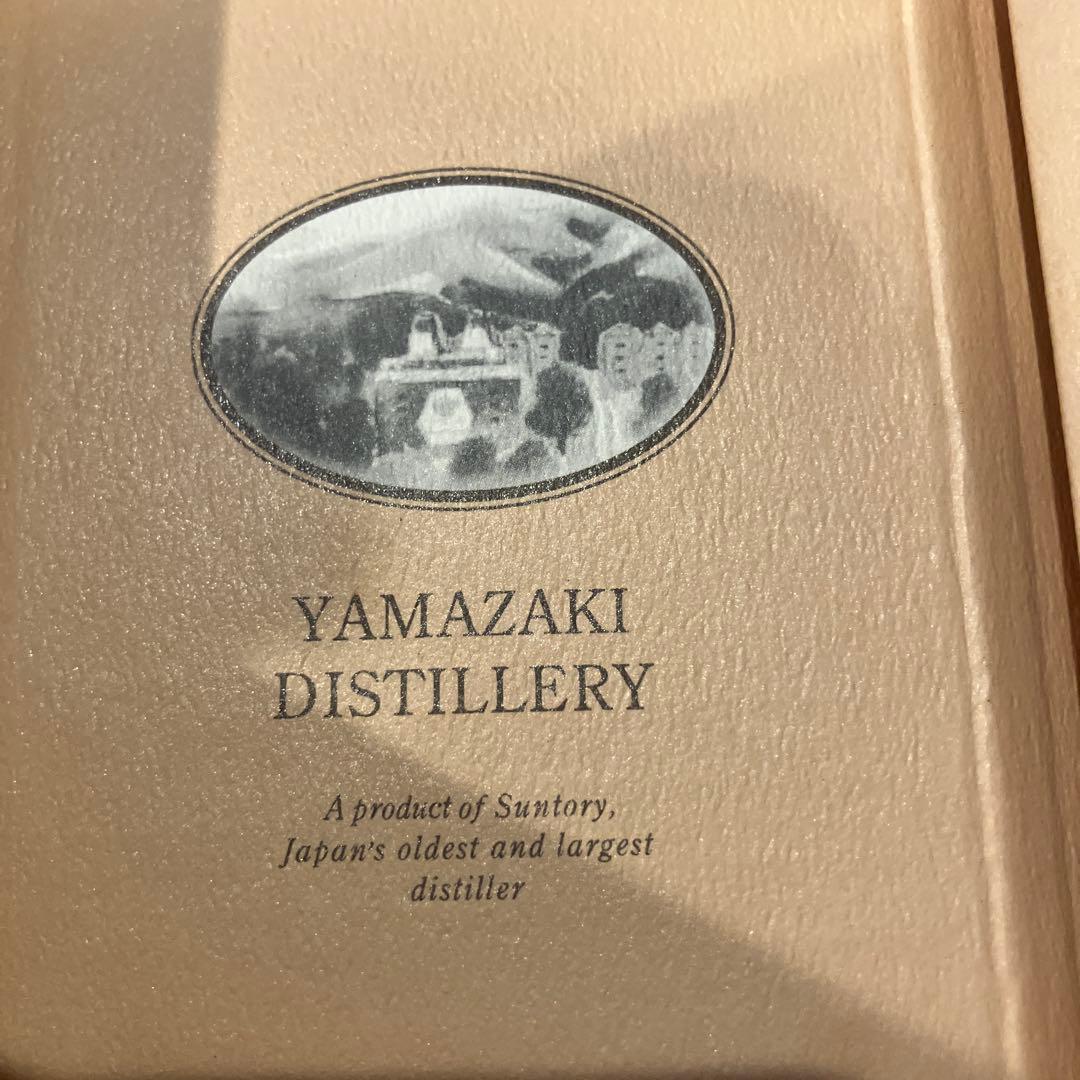 YAMAZAKI
DISTILLERY
A product of Suntory,
Japan's oldest and largest
distiller